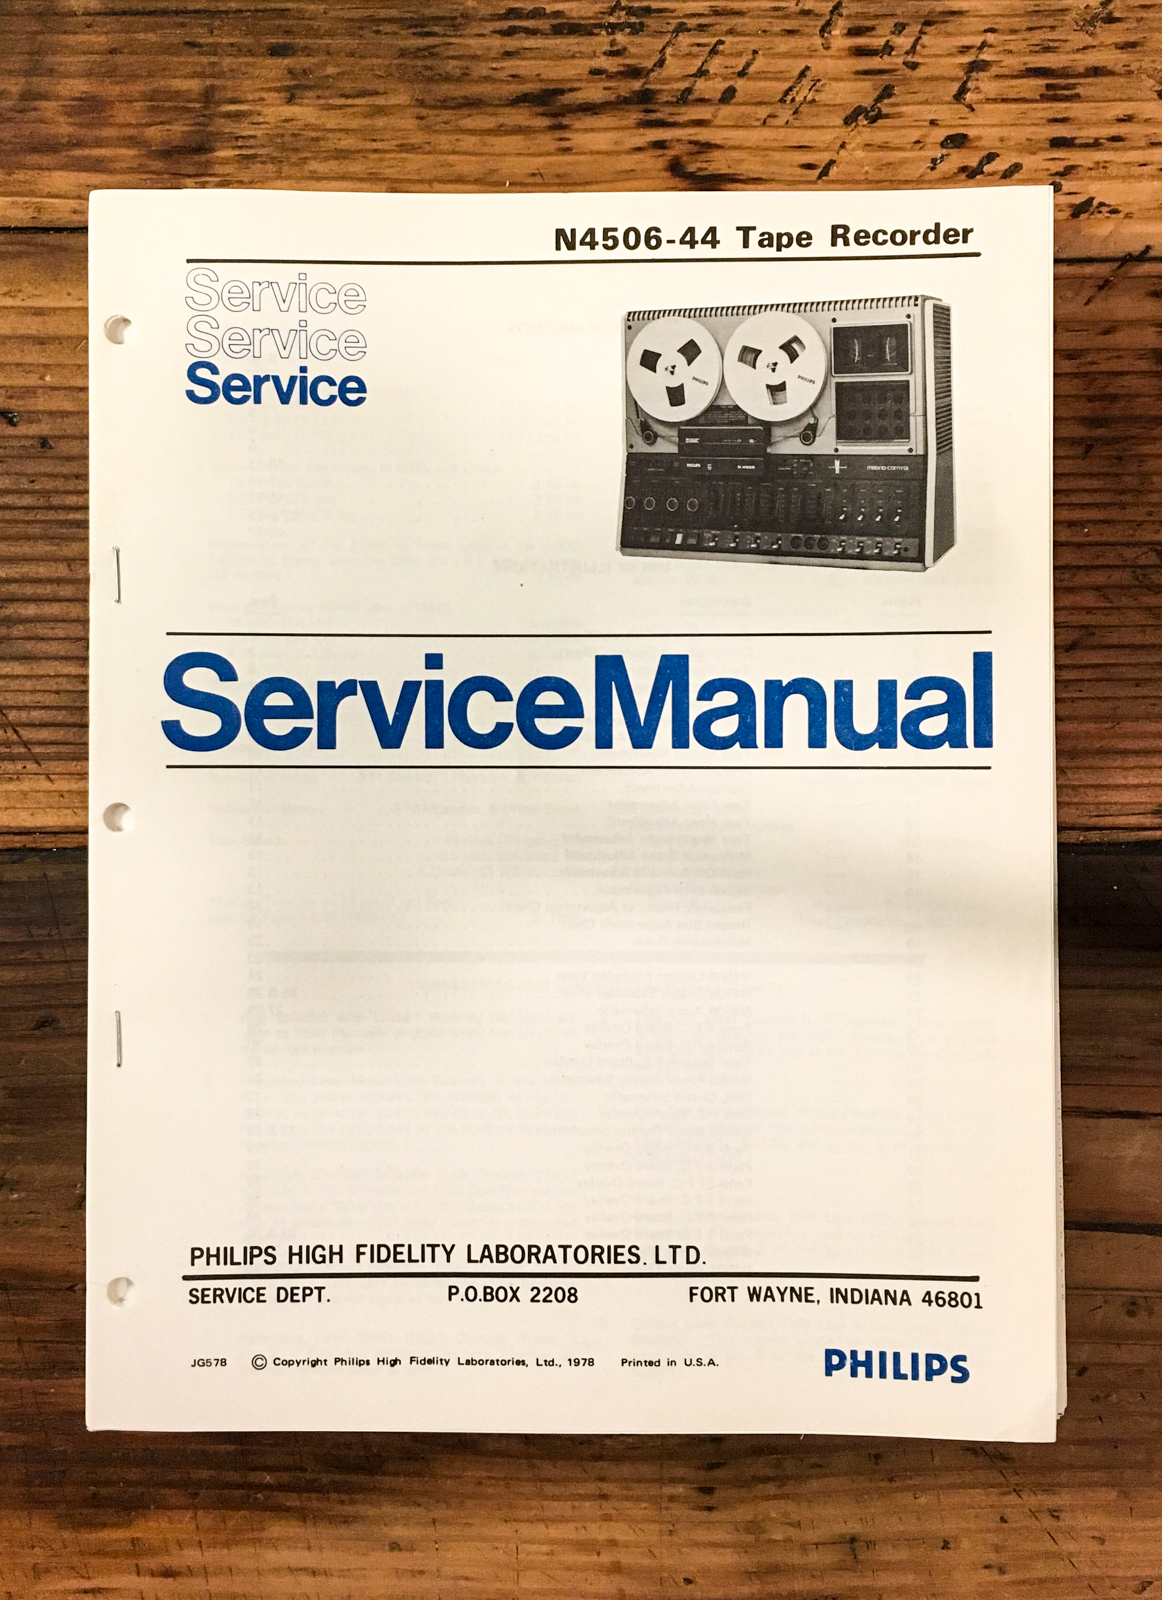 N4506-44 Tape Recorder
Service
Service
Service
PHILIPS
PHILIPS
ServiceManual
PHILIPS HIGH FIDELITY LABORATORIES. LTD.
SERVICE DEPT. P.O.BOX 2208 FORT WAYNE, INDIANA 46801
JG578 © Copyright Philips High Fidelity Laboratories, Ltd., 1978 Printed in U.S.A.
PHILIPS